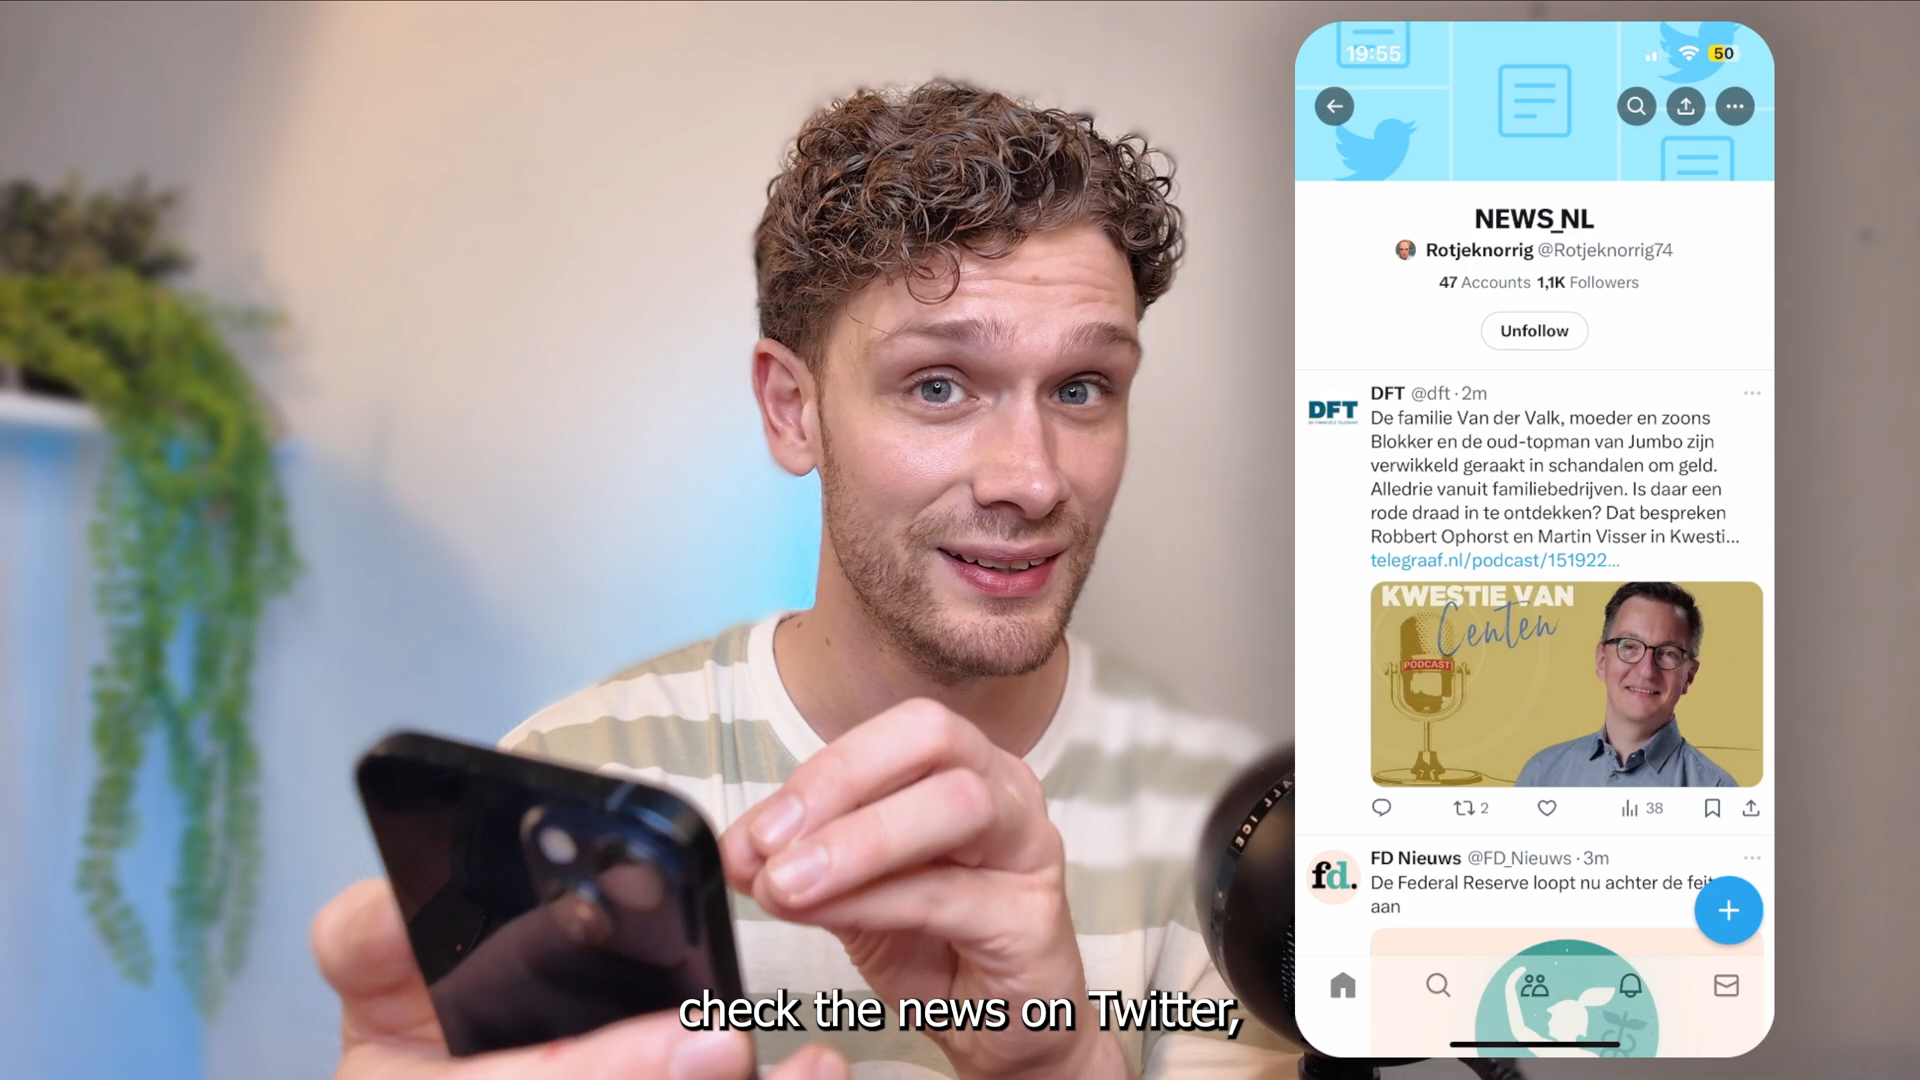 19:55
50
NEWS_NL
Rotjeknorrig @Rotjeknorrig74
47 Accounts 1,1K Followers
Unfollow
DFT @dft · 2m
DFT
De familie Van der Valk, moeder en zoons
Blokker en de oud-topman van Jumbo zijn
verwikkeld geraakt in schandalen om geld.
Alledrie vanuit familiebedrijven. Is daar een
rode draad in te ontdekken? Dat bespreken
Robbert Ophorst en Martin Visser in Kwesti...
telegraaf.nl/podcast/151922...
KWESTIE VAN
Centen
PODCAST
2
38
FD Nieuws @FD_Nieuws · 3m
fd.
De Federal Reserve loopt nu achter de feit
aan
check the news on Twitter,